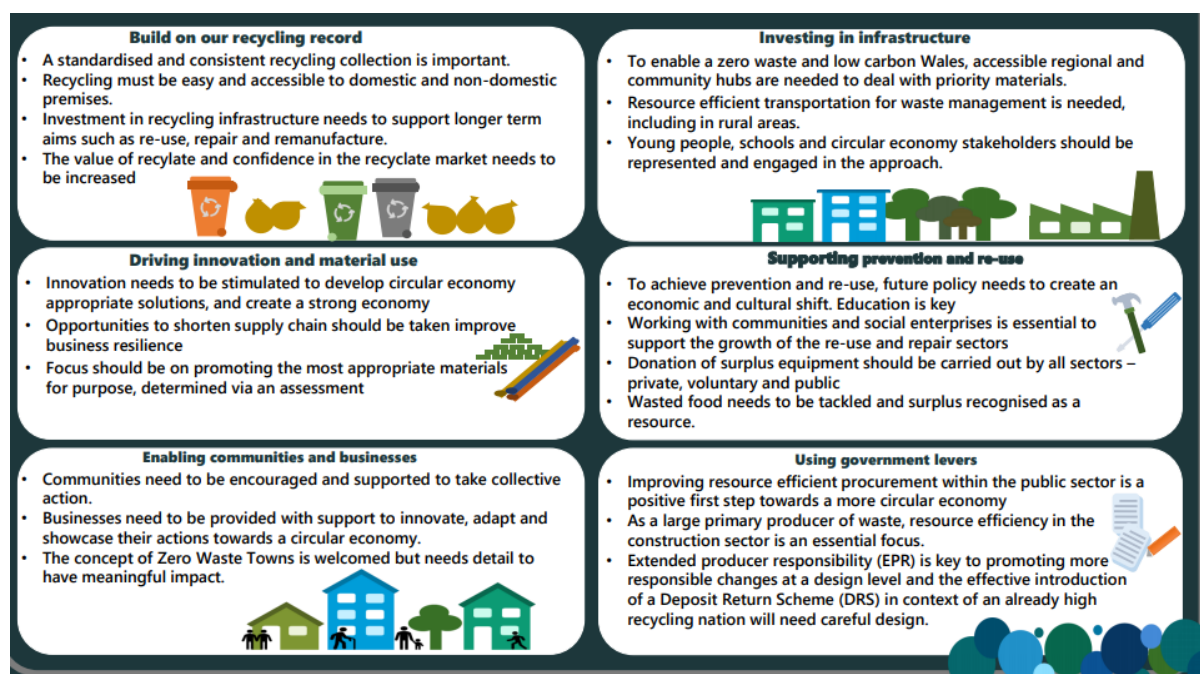 Build on our recycling record
• A standardised and consistent recycling collection is important.
• Recycling must be easy and accessible to domestic and non-domestic
premises.
• Investment in recycling infrastructure needs to support longer term
aims such as re-use, repair and remanufacture.
• The value of recylate and confidence in the recyclate market needs to
be increased
Investing in infrastructure
• To enable a zero waste and low carbon Wales, accessible regional and
community hubs are needed to deal with priority materials.
• Resource efficient transportation for waste management is needed,
including in rural areas.
• Young people, schools and circular economy stakeholders should be
represented and engaged in the approach.
Driving innovation and material use
• Innovation needs to be stimulated to develop circular economy
appropriate solutions, and create a strong economy
• Opportunities to shorten supply chain should be taken improve
business resilience
• Focus should be on promoting the most appropriate materials
for purpose, determined via an assessment
Supporting prevention and re-use
• To achieve prevention and re-use, future policy needs to create an
economic and cultural shift. Education is key
• Working with communities and social enterprises is essential to
support the growth of the re-use and repair sectors
• Donation of surplus equipment should be carried out by all sectors –
private, voluntary and public
• Wasted food needs to be tackled and surplus recognised as a
resource.
Enabling communities and businesses
• Communities need to be encouraged and supported to take collective
action.
• Businesses need to be provided with support to innovate, adapt and
showcase their actions towards a circular economy.
• The concept of Zero Waste Towns is welcomed but needs detail to
have meaningful impact.
Using government levers
• Improving resource efficient procurement within the public sector is a
positive first step towards a more circular economy
• As a large primary producer of waste, resource efficiency in the
construction sector is an essential focus.
• Extended producer responsibility (EPR) is key to promoting more
responsible changes at a design level and the effective introduction
of a Deposit Return Scheme (DRS) in context of an already high
recycling nation will need careful design.